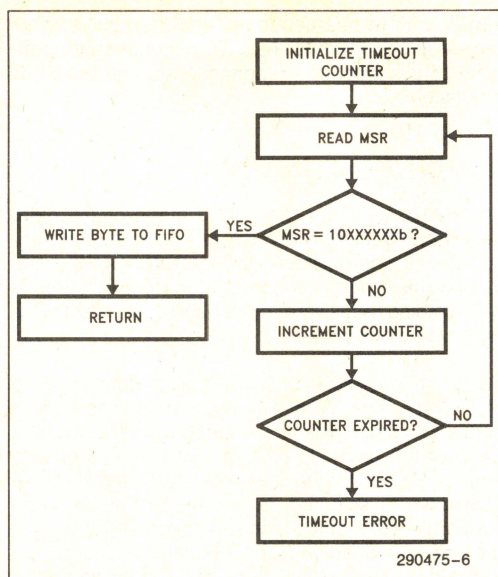 INITIALIZE TIMEOUT
COUNTER
READ MSR
MSR = 10XXXXXXb ?
YES
WRITE BYTE TO FIFO
RETURN
NO
INCREMENT COUNTER
COUNTER EXPIRED?
NO
YES
TIMEOUT ERROR
290475-6